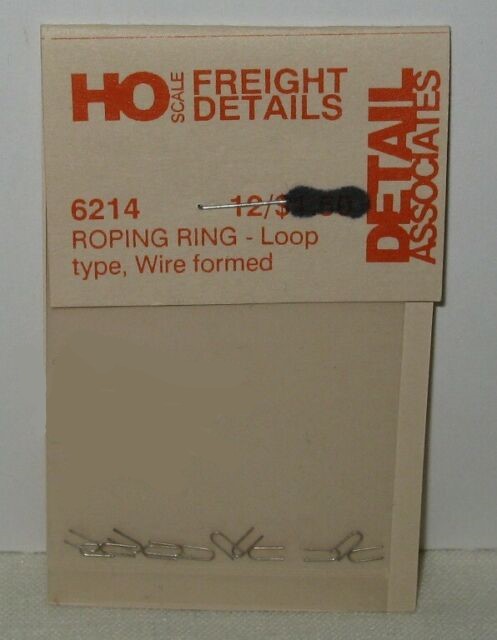 HO SCALE FREIGHT
DETAILS
DETAIL
ASSOCIATES
6214 12/$
ROPING RING - Loop
type, Wire formed